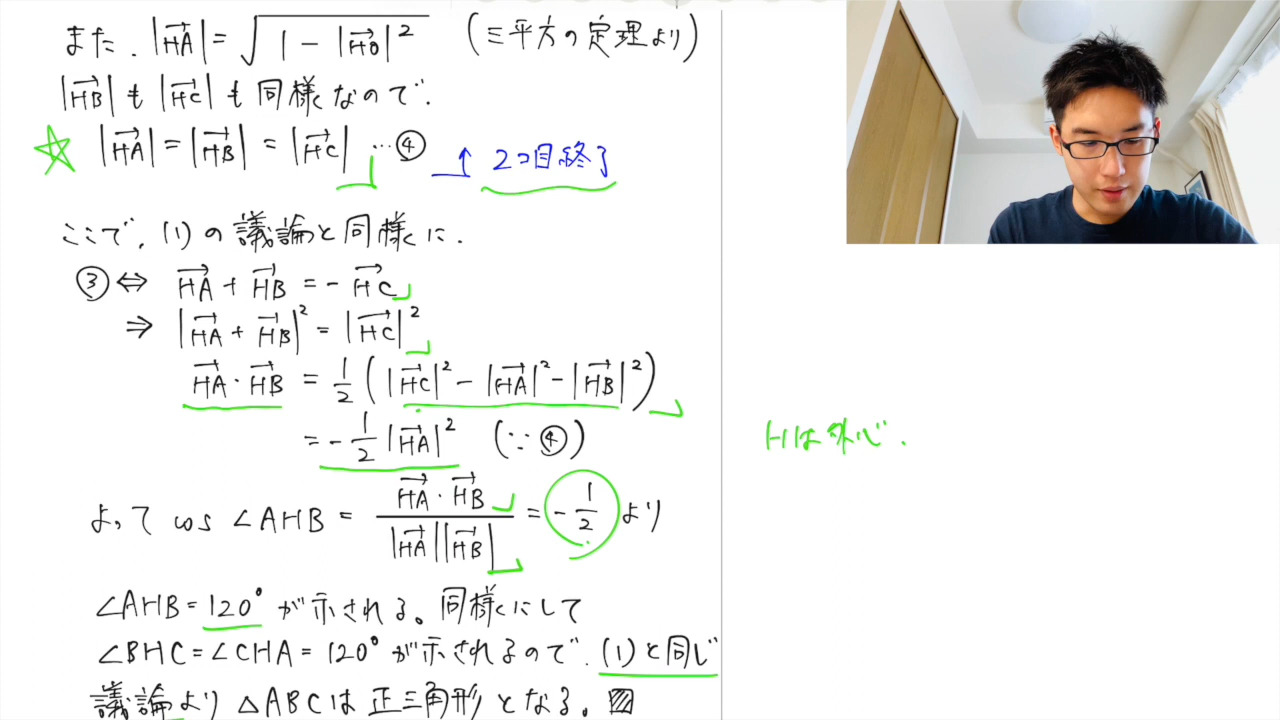 また、|→HA| = √1 - |→HO|² (三平方の定理より)
|→HB| も |→HC| も同様なので、
☆ |→HA| = |→HB| = |→HC| … ④ ↑ 2コ目終了
ここで、(1)の議論と同様に、
③ ⇔ →HA + →HB = - →HC
⇒ |→HA + →HB|² = |→HC|²
→HA · →HB = 1/2 (|→HC|² - |→HA|² - |→HB|²)
= - 1/2 |→HA|² (∵ ④)
Hは外心.
よって cos ∠AHB = →HA · →HB / |→HA||→HB| = - 1/2 より
∠AHB = 120° が示される。同様にして
∠BHC = ∠CHA = 120° が示されるので、(1)と同じ
議論より △ABCは正三角形となる。▨